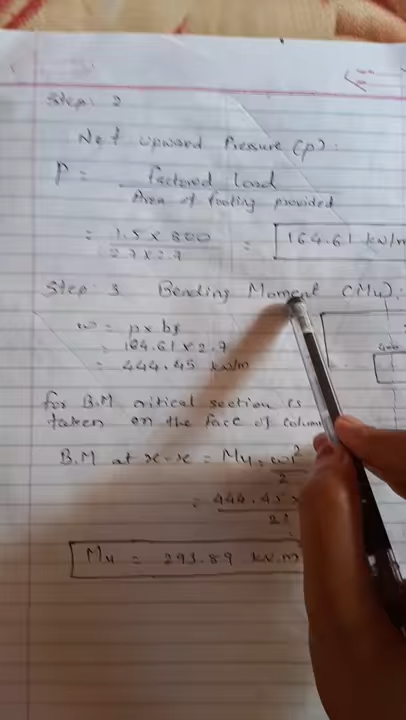 Step: 2
Net upward Pressure (p):
P = Factored Load
Area of footing provided
= 1.5 x 800 = 164.61 kN/m
2.7 x 2.7
Step: 3 Bending Moment (Mu):
w = p x bf
= 164.61 x 2.7
= 444.45 kN/m
for B.M critical section is
taken on the face of column
B.M at x-x = Mu = wl²
2
= 444.45 x
2
Mu = 293.89 kN.m